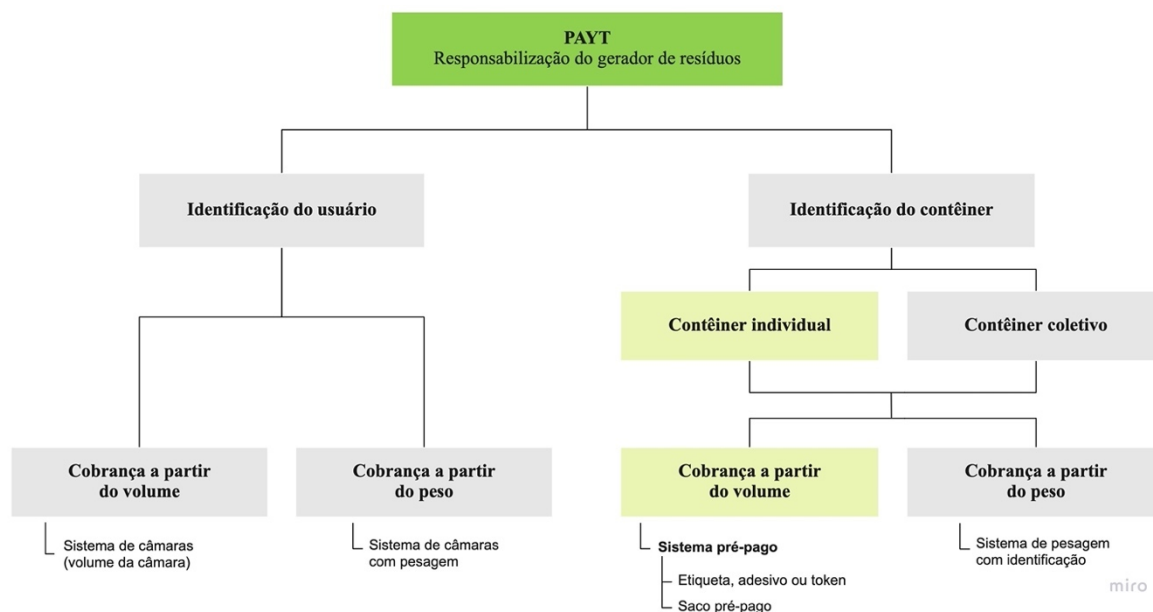 PAYT
Responsabilização do gerador de resíduos
Identificação do usuário
Identificação do contêiner
Contêiner individual
Contêiner coletivo
Cobrança a partir
do volume
Cobrança a partir
do peso
Cobrança a partir
do volume
Cobrança a partir
do peso
Sistema de câmaras
(volume da câmara)
Sistema de câmaras
com pesagem
Sistema pré-pago
Etiqueta, adesivo ou token
Saco pré-pago
Sistema de pesagem
com identificação
miro